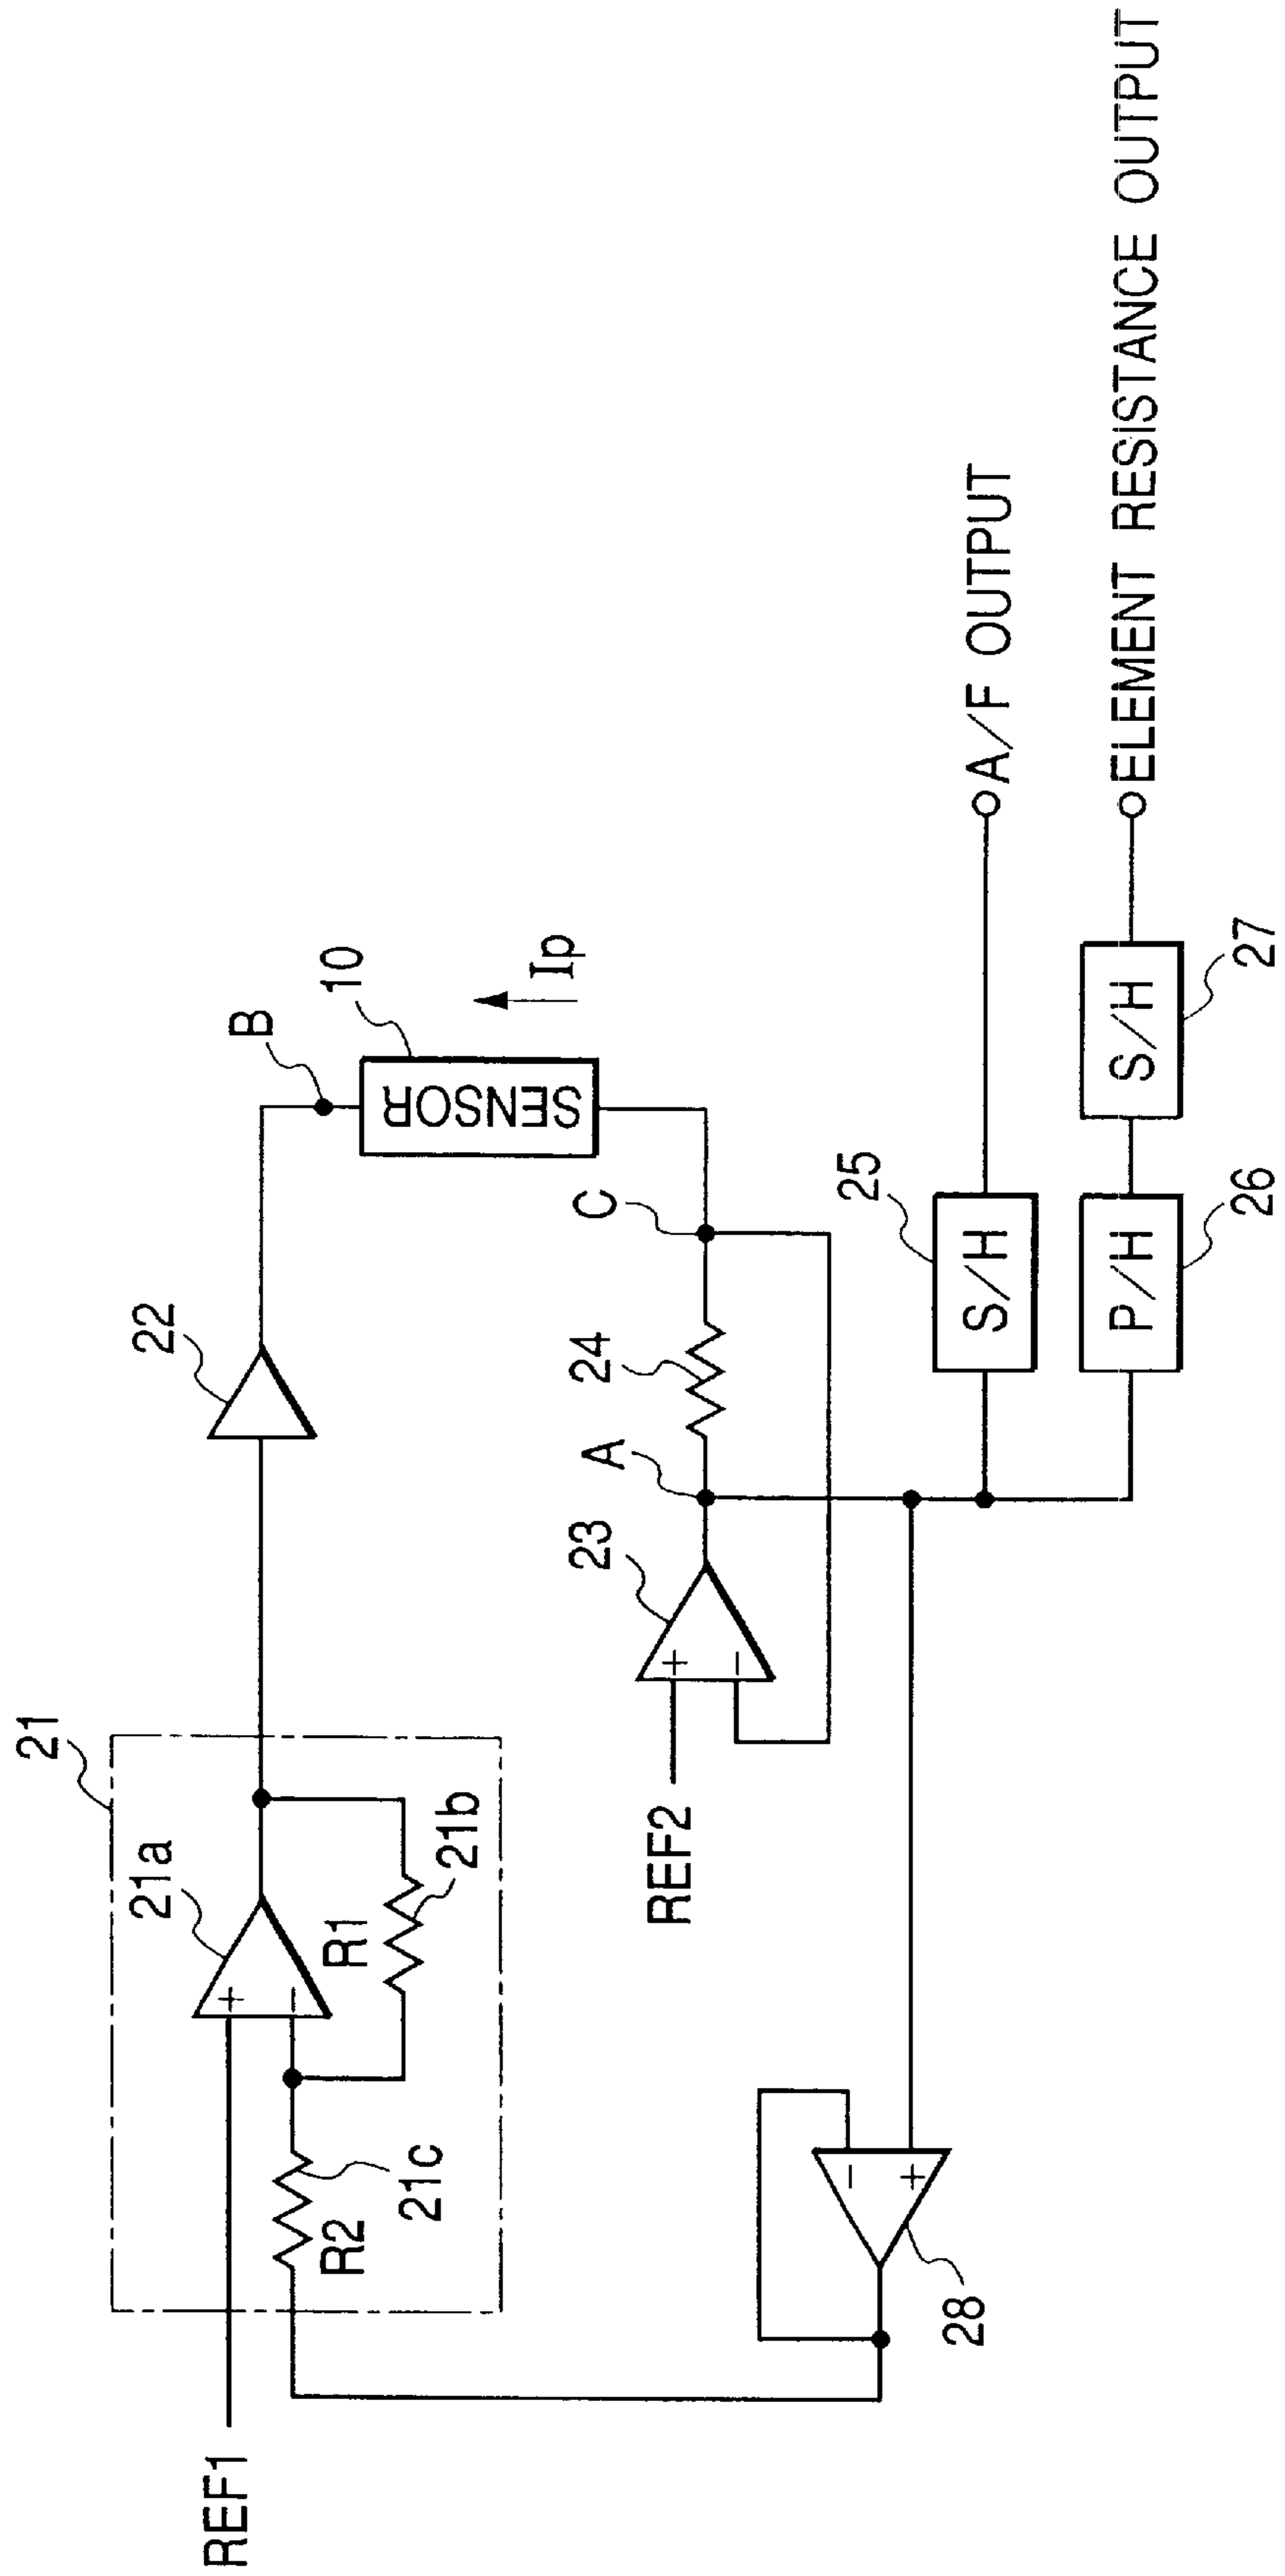 21
21a
+
−
R1
21b
R2
21c
REF1
22
B
10
SENSOR
Ip
C
24
A
23
+
−
REF2
25
S/H
A/F OUTPUT
P/H
26
S/H
27
ELEMENT RESISTANCE OUTPUT
−
+
28